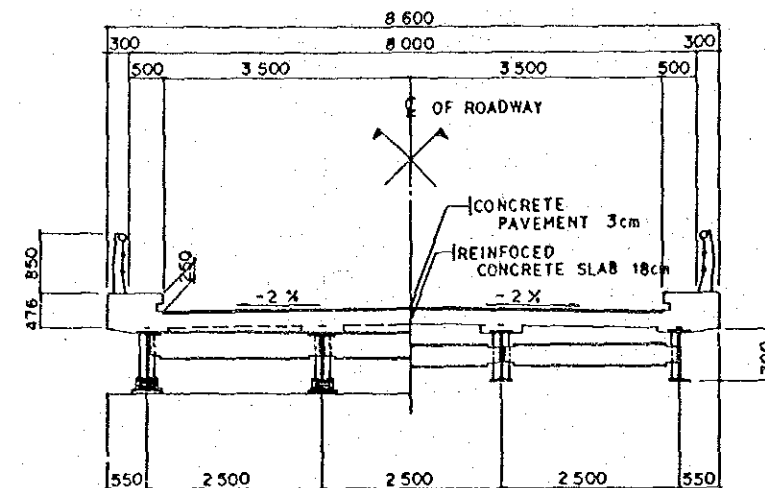 8 600
300 8 000 300
500 3 500 3 500 500
℄ OF ROADWAY
CONCRETE
PAVEMENT 3cm
REINFOCED
CONCRETE SLAB 18cm
850
250
476
-2 % -2 %
550 2 500 2 500 2 500 550